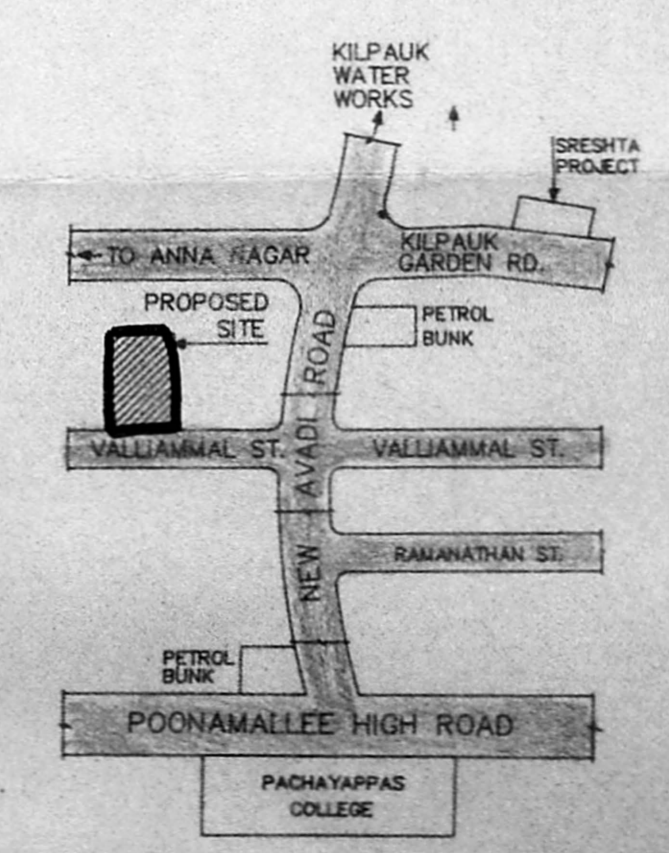 KILPAUK
WATER
WORKS
SRESHTA
PROJECT
TO ANNA NAGAR
KILPAUK
GARDEN RD.
PROPOSED
SITE
PETROL
BUNK
NEW AVADI ROAD
VALLIAMMAL ST.
VALLIAMMAL ST.
RAMANATHAN ST.
PETROL
BUNK
POONAMALLEE HIGH ROAD
PACHAYAPPAS
COLLEGE